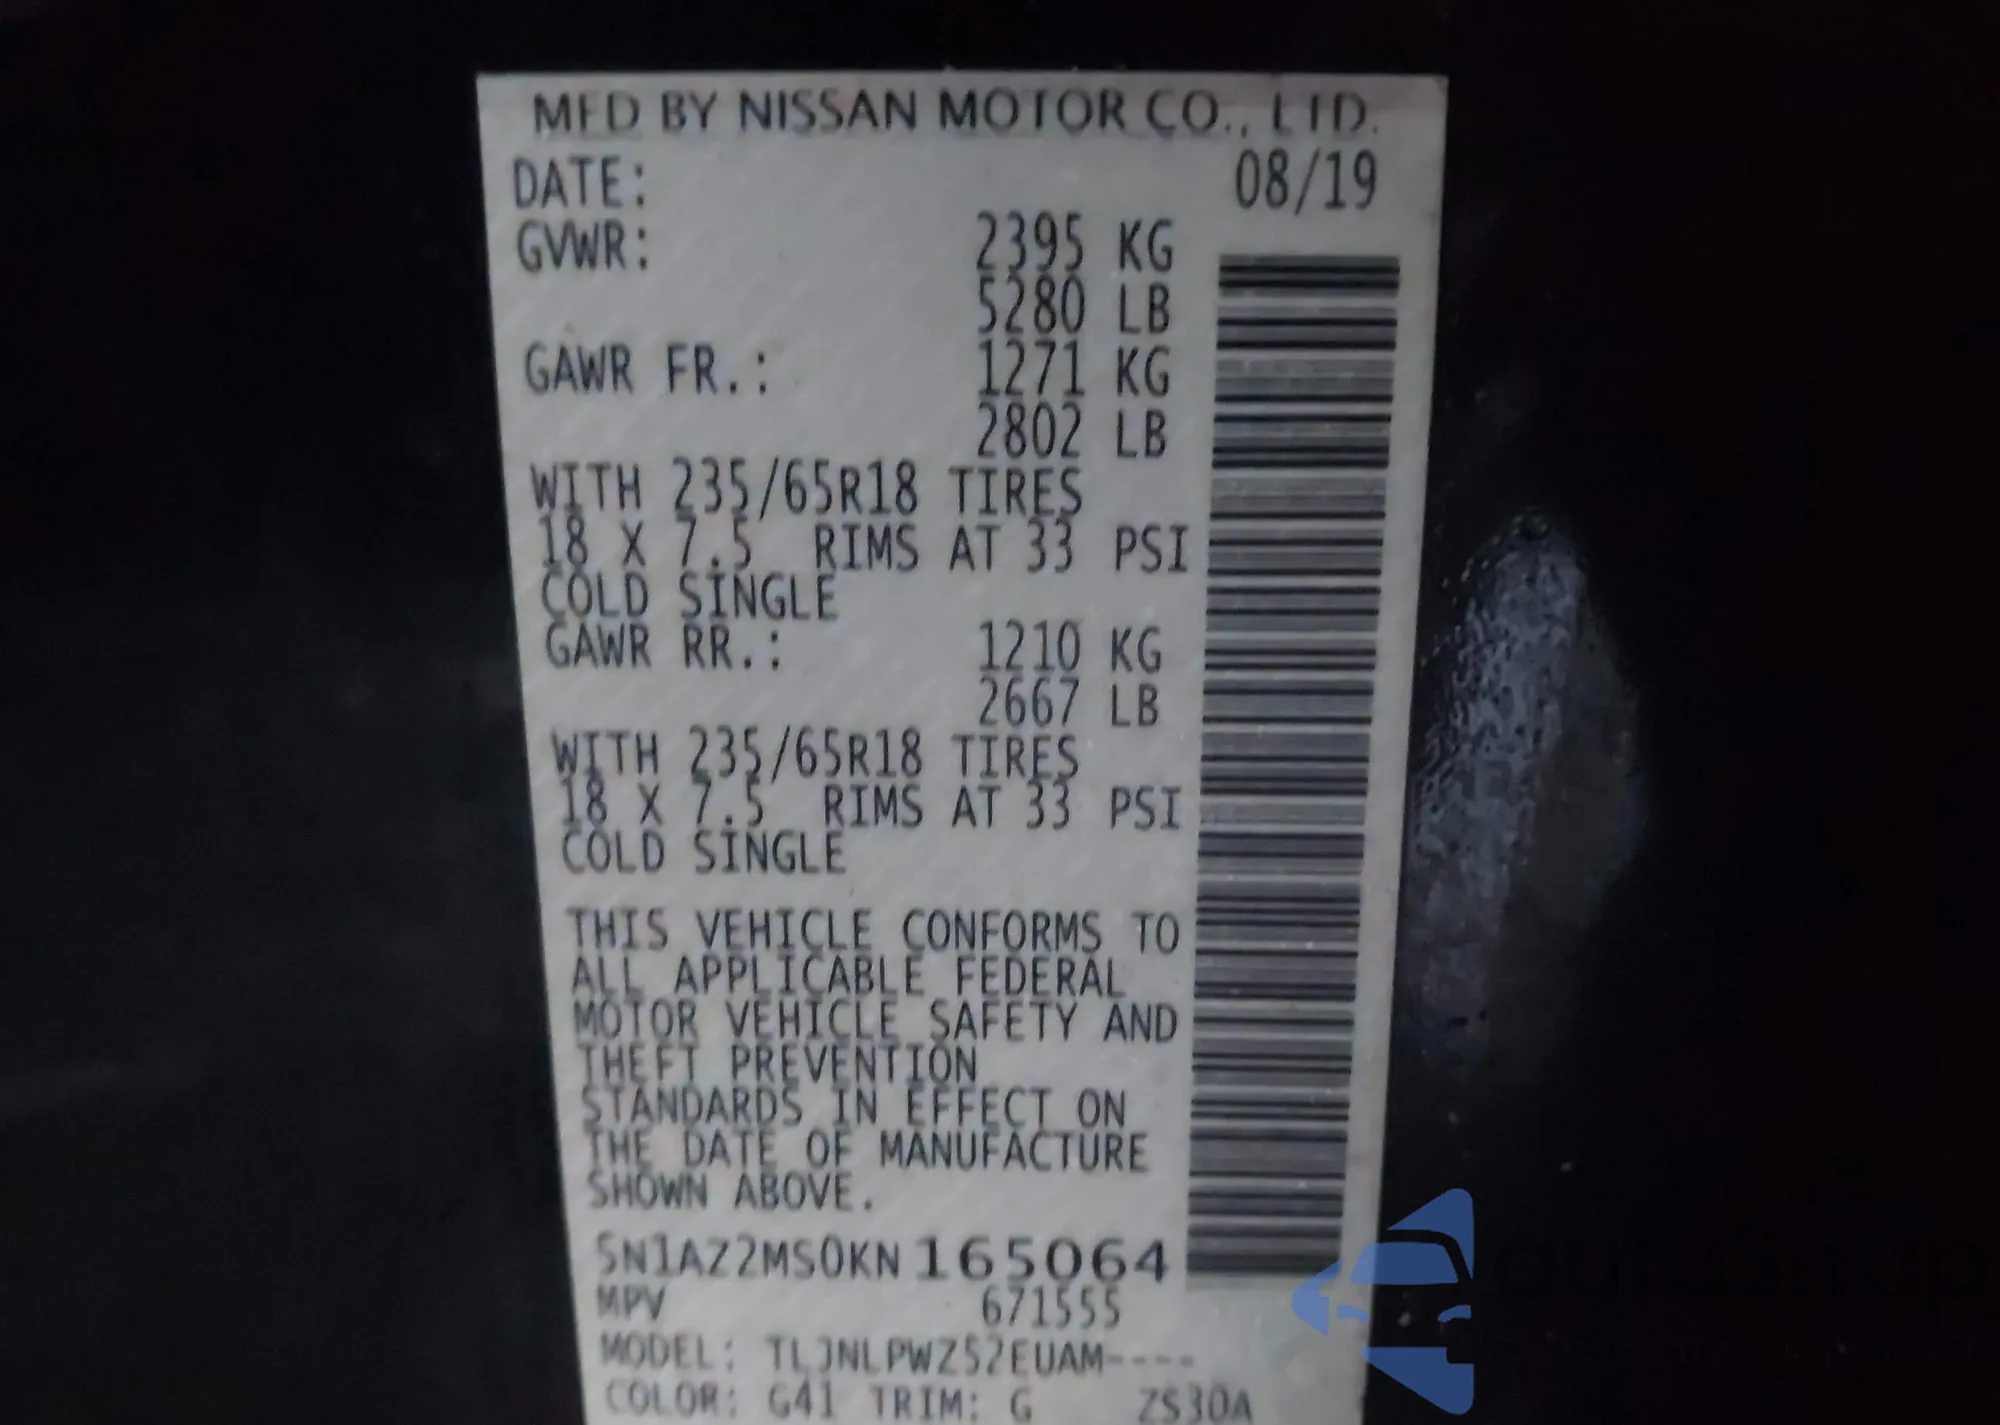 MFD BY NISSAN MOTOR CO., LTD.
DATE: 08/19
GVWR: 2395 KG
5280 LB
GAWR FR.: 1271 KG
2802 LB
WITH 235/65R18 TIRES
18 X 7.5 RIMS AT 33 PSI
COLD SINGLE
GAWR RR.: 1210 KG
2667 LB
WITH 235/65R18 TIRES
18 X 7.5 RIMS AT 33 PSI
COLD SINGLE
THIS VEHICLE CONFORMS TO
ALL APPLICABLE FEDERAL
MOTOR VEHICLE SAFETY AND
THEFT PREVENTION
STANDARDS IN EFFECT ON
THE DATE OF MANUFACTURE
SHOWN ABOVE.
5N1AZ2MS0KN165064
MPV 671555
MODEL: TLJNLPWZ52EUAM----
COLOR: G41 TRIM: G ZS30A